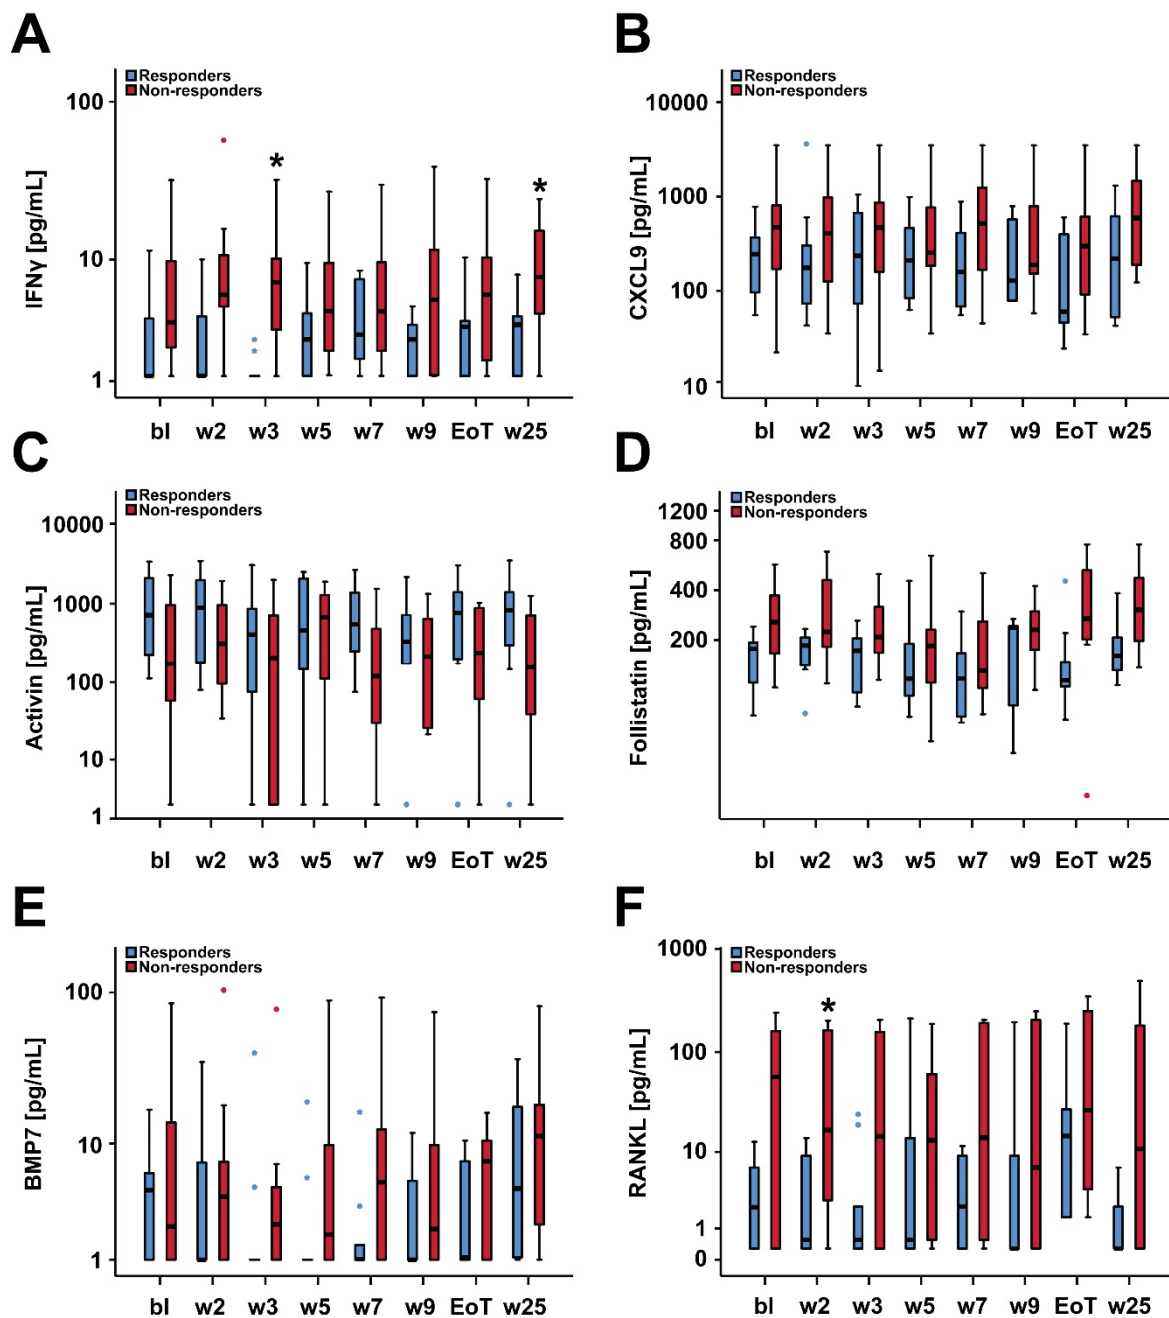 A
Responders
Non-responders
IFNγ [pg/mL]
100
10
1
*
*
bl w2 w3 w5 w7 w9 EoT w25
B
Responders
Non-responders
CXCL9 [pg/mL]
10000
1000
100
10
bl w2 w3 w5 w7 w9 EoT w25
C
Responders
Non-responders
Activin [pg/mL]
10000
1000
100
10
1
bl w2 w3 w5 w7 w9 EoT w25
D
Responders
Non-responders
Follistatin [pg/mL]
1200
800
400
200
bl w2 w3 w5 w7 w9 EoT w25
E
Responders
Non-responders
BMP7 [pg/mL]
100
10
1
bl w2 w3 w5 w7 w9 EoT w25
F
Responders
Non-responders
RANKL [pg/mL]
1000
100
10
1
0
*
bl w2 w3 w5 w7 w9 EoT w25